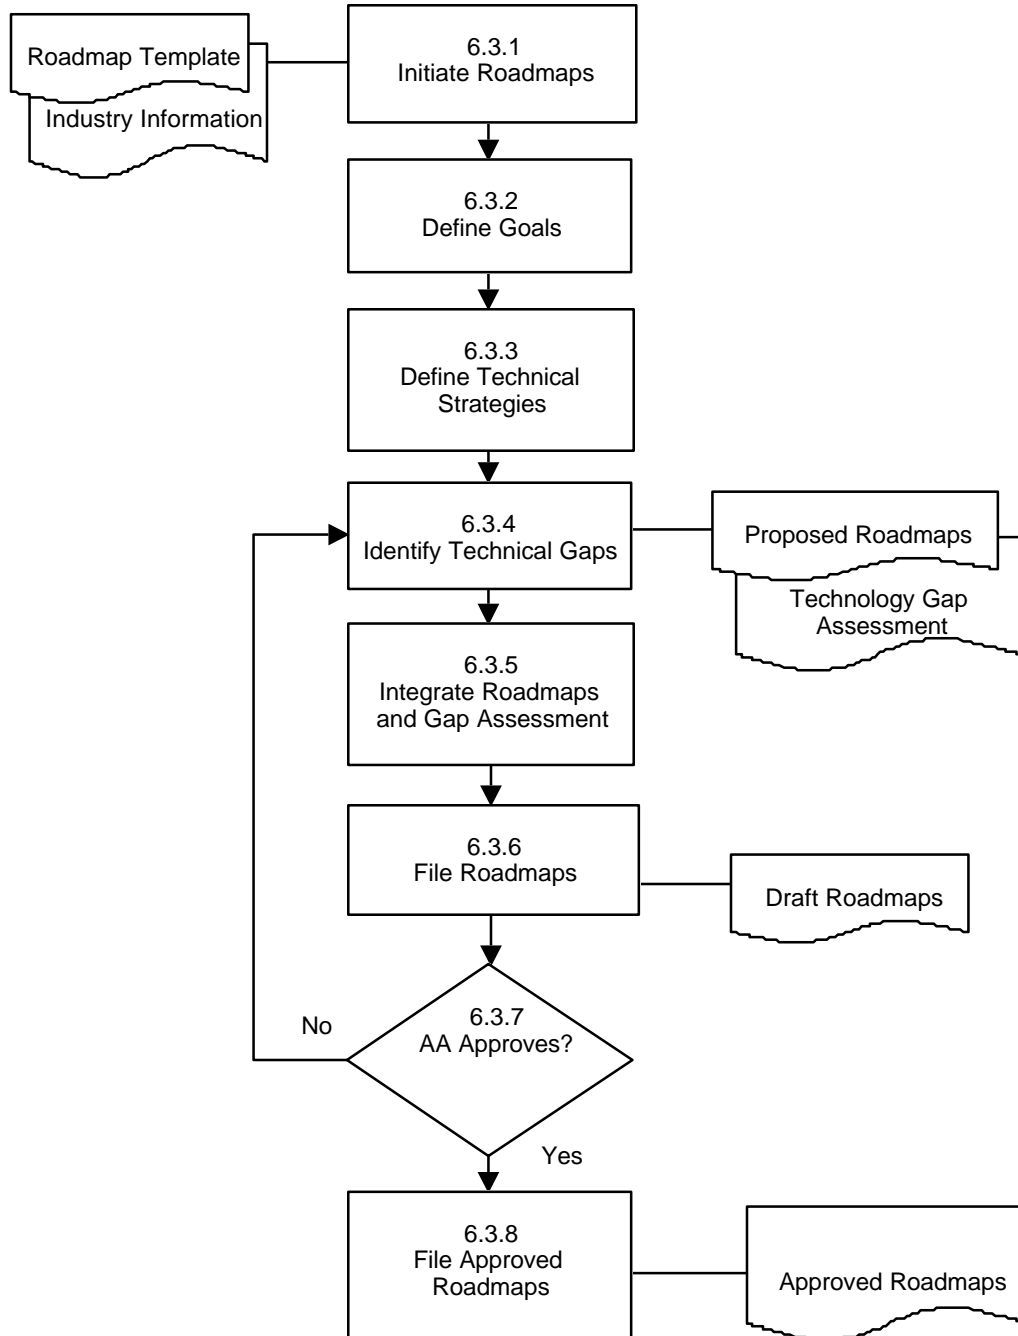 Roadmap Template
Industry Information
6.3.1
Initiate Roadmaps
6.3.2
Define Goals
6.3.3
Define Technical
Strategies
6.3.4
Identify Technical Gaps
Proposed Roadmaps
Technology Gap
Assessment
6.3.5
Integrate Roadmaps
and Gap Assessment
6.3.6
File Roadmaps
Draft Roadmaps
6.3.7
AA Approves?
No
Yes
6.3.8
File Approved
Roadmaps
Approved Roadmaps